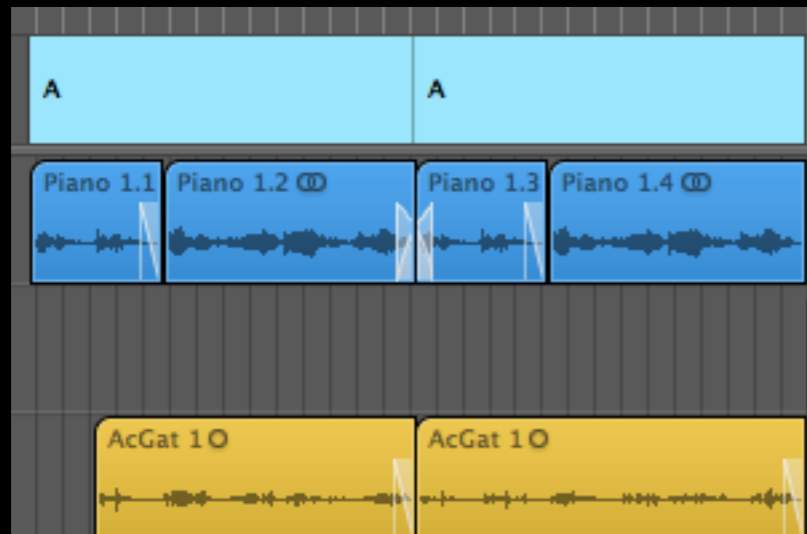 A
A
Piano 1.1
Piano 1.2
Piano 1.3
Piano 1.4
AcGat 1
AcGat 1